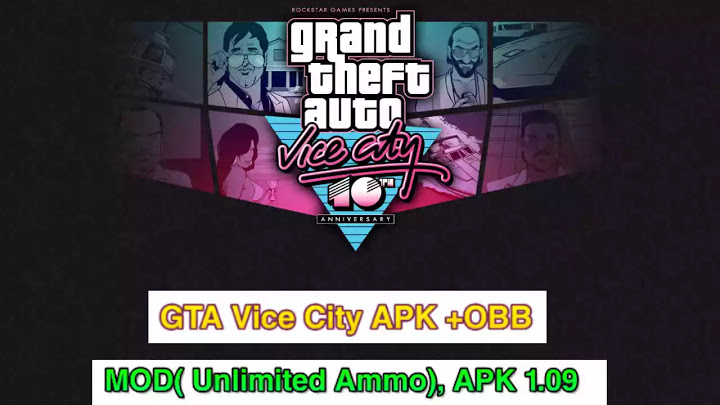 ROCKSTAR GAMES PRESENTS
grand
theft
auto
Vice City
10TH
ANNIVERSARY
GTA Vice City APK +OBB
MOD( Unlimited Ammo), APK 1.09